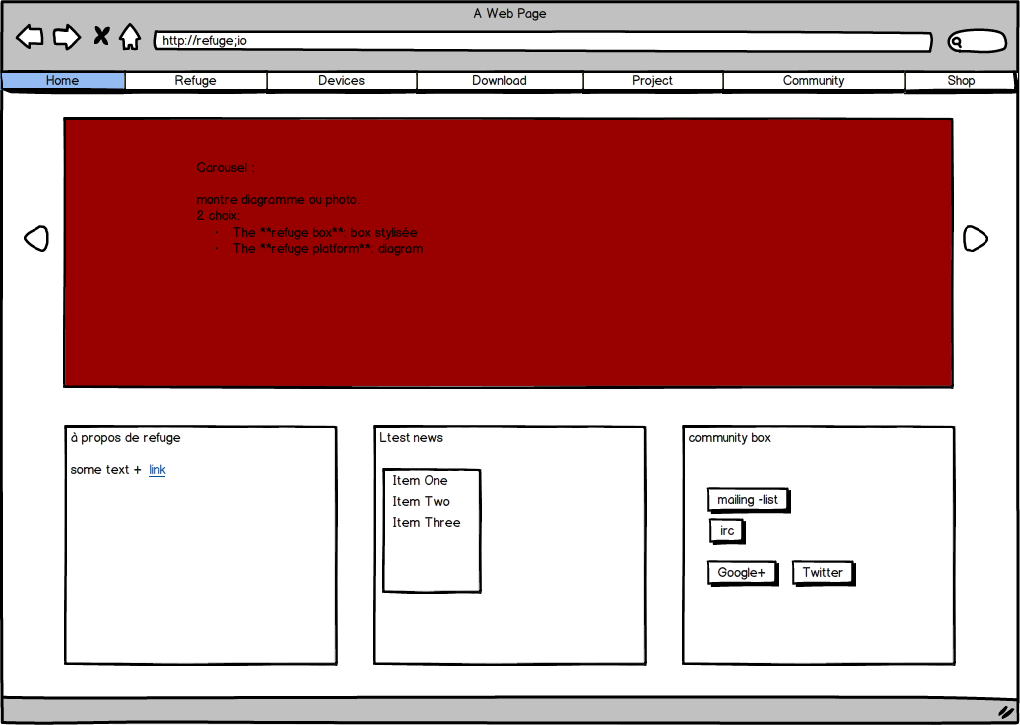 A Web Page
http://refuge;io
Home Refuge Devices Download Project Community Shop
Carousel :
montre diagramme ou photo.
2 choix.
· The **refuge box**: box stylisée
· The **refuge platform**: diagram
à propos de refuge
some text + link
Ltest news
Item One
Item Two
Item Three
community box
mailing -list
irc
Google+ Twitter